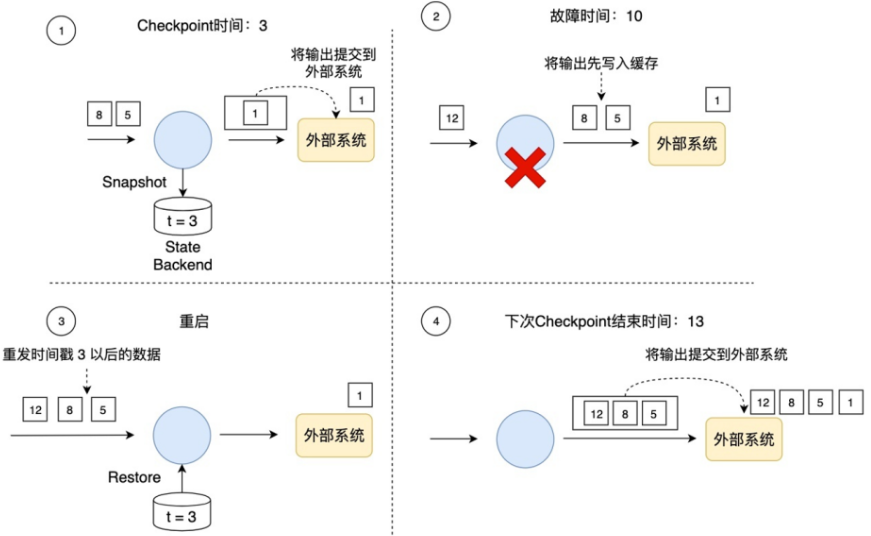 1
Checkpoint时间：3
将输出提交到
外部系统
8 5
1
1
外部系统
Snapshot
t = 3
State
Backend
2
故障时间：10
将输出先写入缓存
12
8 5
1
外部系统
3
重启
重发时间戳 3 以后的数据
12 8 5
1
外部系统
Restore
t = 3
4
下次Checkpoint结束时间：13
将输出提交到外部系统
12 8 5
12 8 5 1
外部系统